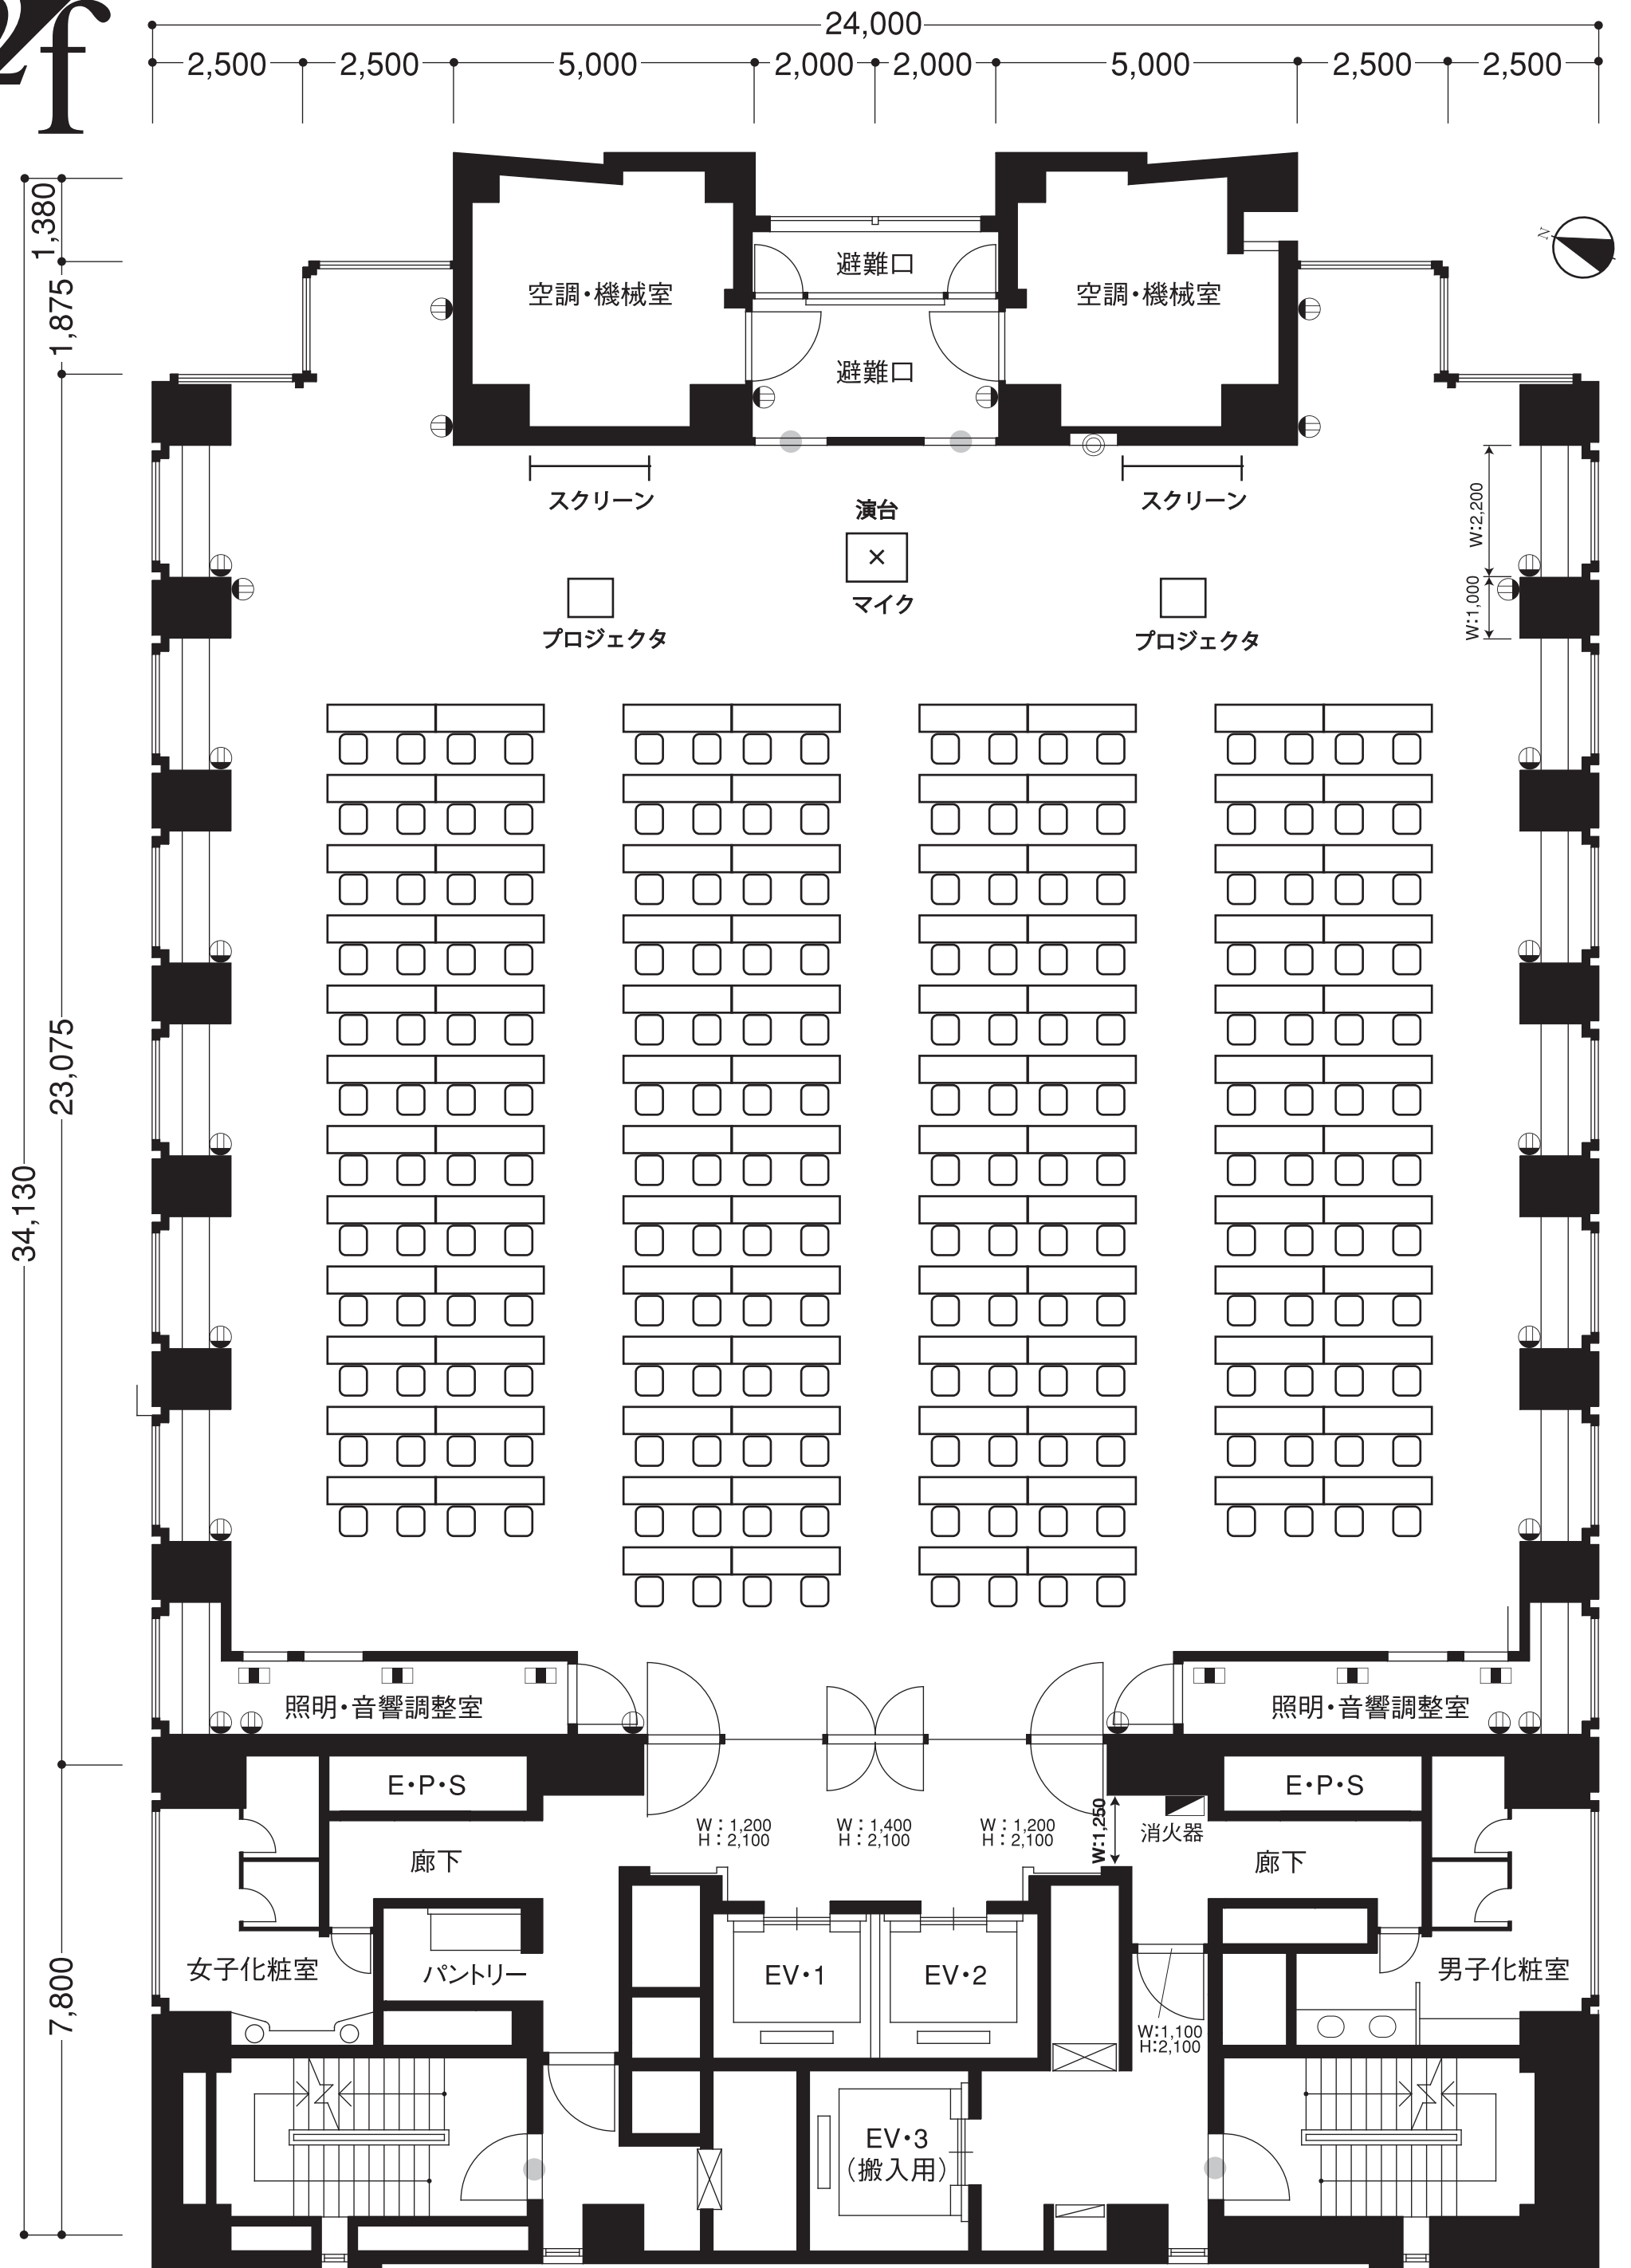 2f
24,000
2,500
2,500
5,000
2,000
2,000
5,000
2,500
2,500
1,380
1,875
23,075
34,130
7,800
N
避難口
空調・機械室
空調・機械室
避難口
スクリーン
演台
スクリーン
×
マイク
プロジェクタ
プロジェクタ
W:2,200
W:1,000
照明・音響調整室
照明・音響調整室
E・P・S
E・P・S
W：1,200
H：2,100
W：1,400
H：2,100
W：1,200
H：2,100
W:1,250
消火器
廊下
廊下
女子化粧室
パントリー
EV・1
EV・2
男子化粧室
W:1,100
H:2,100
EV・3
（搬入用）